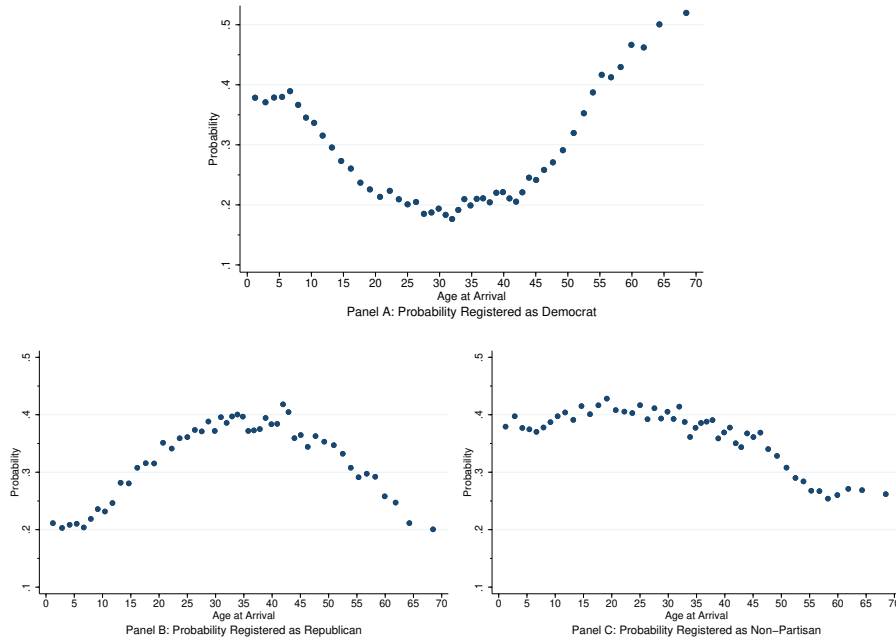 .5
.4
.3
.2
.1
Probability
0 5 10 15 20 25 30 35 40 45 50 55 60 65 70
Age at Arrival
Panel A: Probability Registered as Democrat
.5
.4
.3
.2
.1
Probability
0 5 10 15 20 25 30 35 40 45 50 55 60 65 70
Age at Arrival
Panel B: Probability Registered as Republican
.5
.4
.3
.2
.1
Probability
0 5 10 15 20 25 30 35 40 45 50 55 60 65 70
Age at Arrival
Panel C: Probability Registered as Non−Partisan